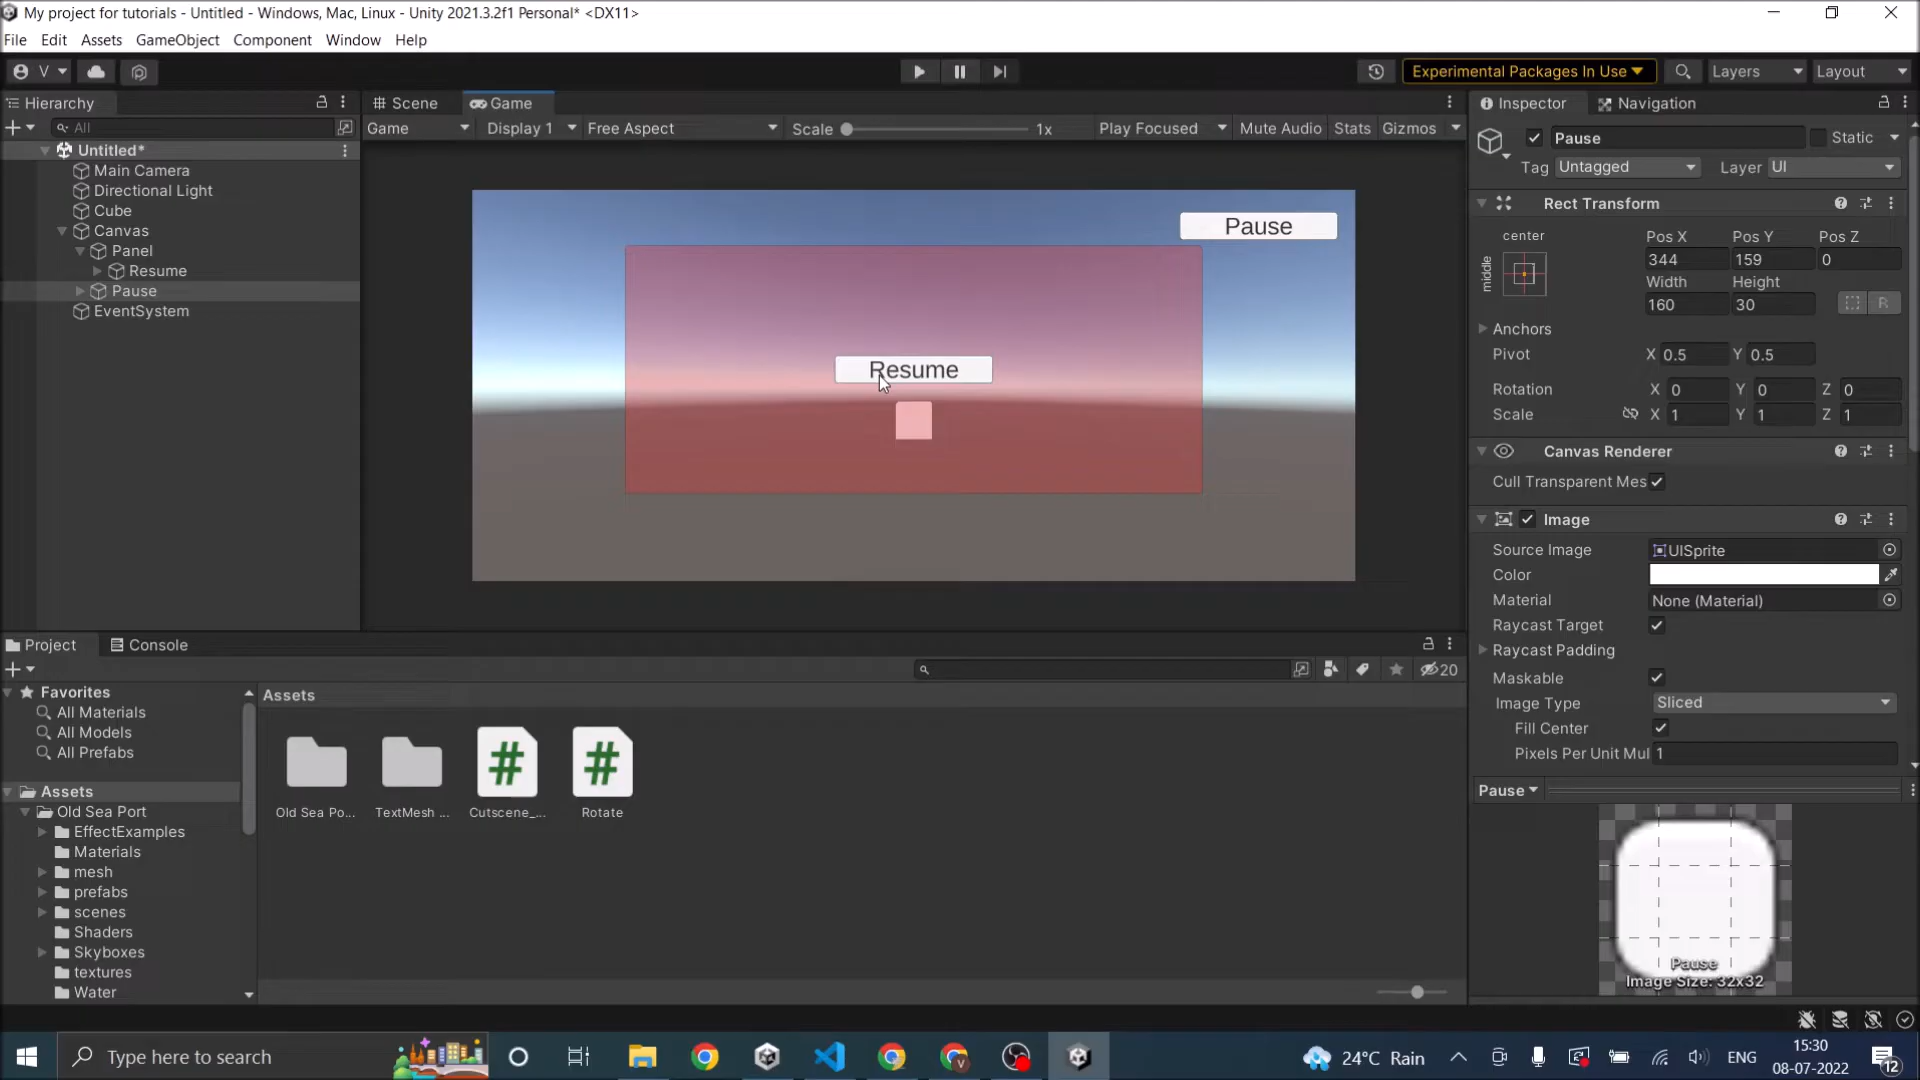 My project for tutorials - Untitled - Windows, Mac, Linux - Unity 2021.3.2f1 Personal* <DX11>
File Edit Assets GameObject Component Window Help
V Experimental Packages In Use Layers Layout
Hierarchy
All
Untitled*
Main Camera
Directional Light
Cube
Canvas
Panel
Resume
Pause
EventSystem
Scene Game
Game Display 1 Free Aspect Scale 1x Play Focused Mute Audio Stats Gizmos
Pause
Resume
Inspector Navigation
Pause Static
Tag Untagged Layer UI
Rect Transform
center Pos X Pos Y Pos Z
middle 344 159 0
Width Height
160 30 R
Anchors
Pivot X 0.5 Y 0.5
Rotation X 0 Y 0 Z 0
Scale X 1 Y 1 Z 1
Canvas Renderer
Cull Transparent Mes
Image
Source Image UISprite
Color
Material None (Material)
Raycast Target
Raycast Padding
Maskable
Image Type Sliced
Fill Center
Pixels Per Unit Mul 1
Pause
Pause
Image Size: 32x32
Project Console
20
Favorites
All Materials
All Models
All Prefabs
Assets
Old Sea Port
EffectExamples
Materials
mesh
prefabs
scenes
Shaders
Skyboxes
textures
Water
Assets
Old Sea Po... TextMesh ... Cutscene_... Rotate
Type here to search 24°C Rain ENG 15:30
08-07-2022
12